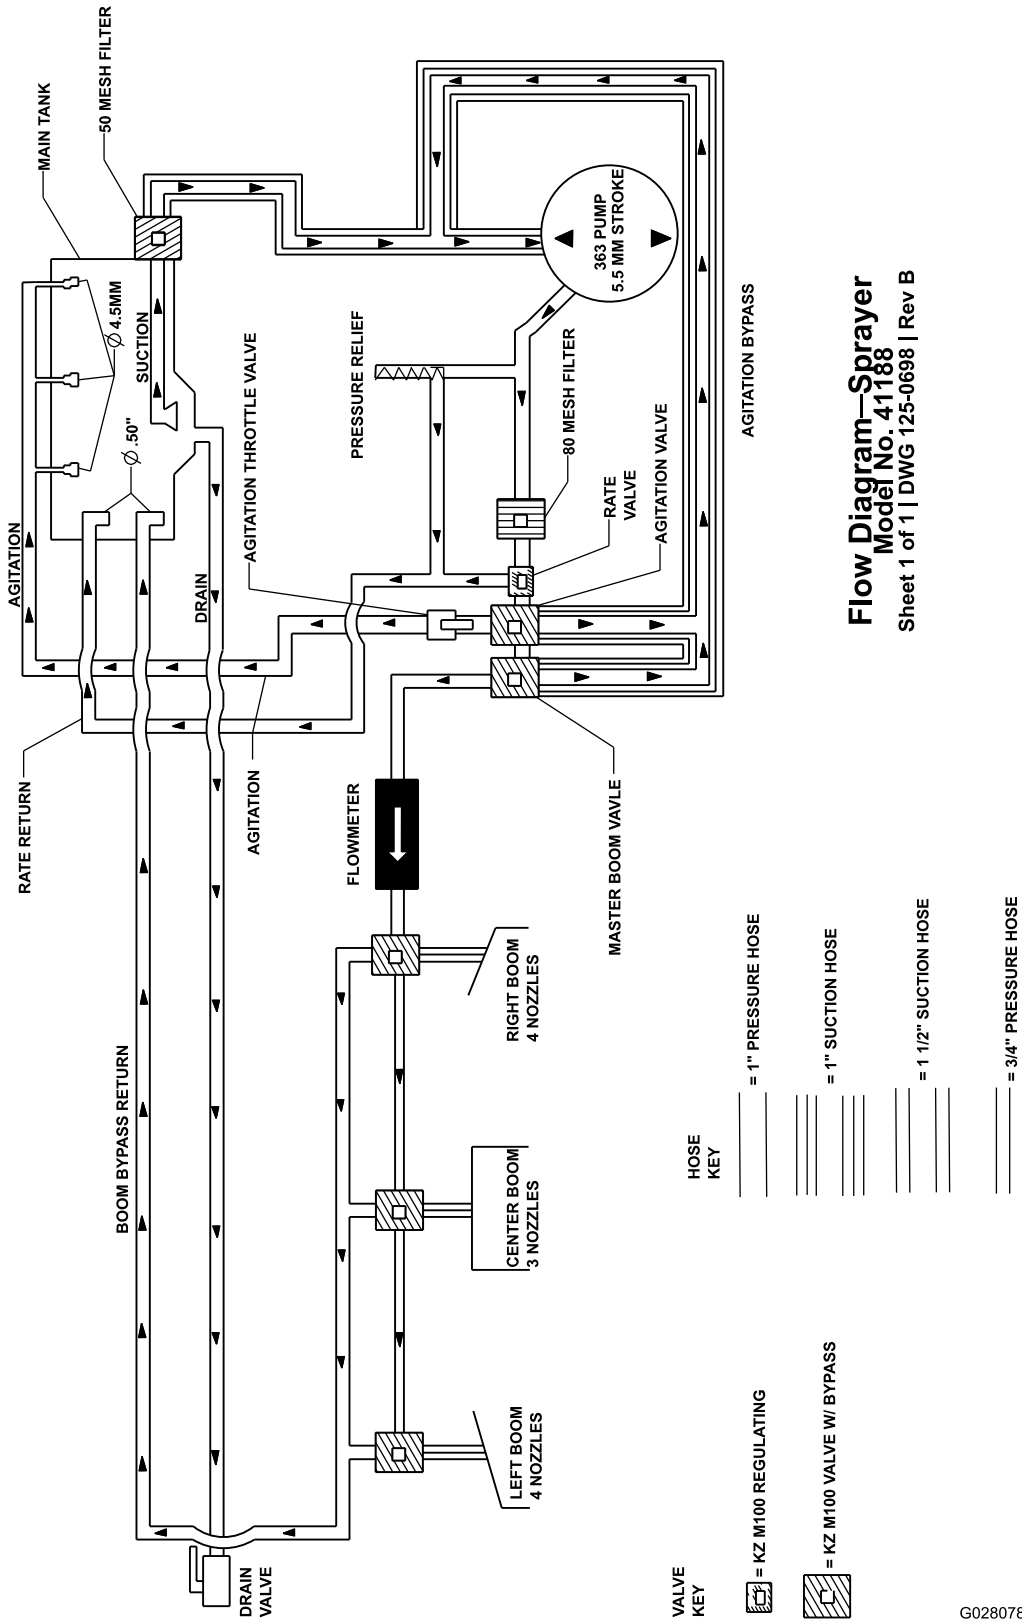 50 MESH FILTER
MAIN TANK
AGITATION
⌀ 4.5MM
SUCTION
⌀ .50"
DRAIN
AGITATION THROTTLE VALVE
PRESSURE RELIEF
363 PUMP
5.5 MM STROKE
80 MESH FILTER
RATE
VALVE
AGITATION VALVE
AGITATION BYPASS
RATE RETURN
AGITATION
FLOWMETER
MASTER BOOM VAVLE
BOOM BYPASS RETURN
RIGHT BOOM
4 NOZZLES
CENTER BOOM
3 NOZZLES
LEFT BOOM
4 NOZZLES
DRAIN
VALVE
Flow Diagram—Sprayer
Model No. 41188
Sheet 1 of 1 | DWG 125-0698 | Rev B
HOSE
KEY
= 1" PRESSURE HOSE
= 1" SUCTION HOSE
= 1 1/2" SUCTION HOSE
= 3/4" PRESSURE HOSE
VALVE
KEY
= KZ M100 REGULATING
= KZ M100 VALVE W/ BYPASS
G028078